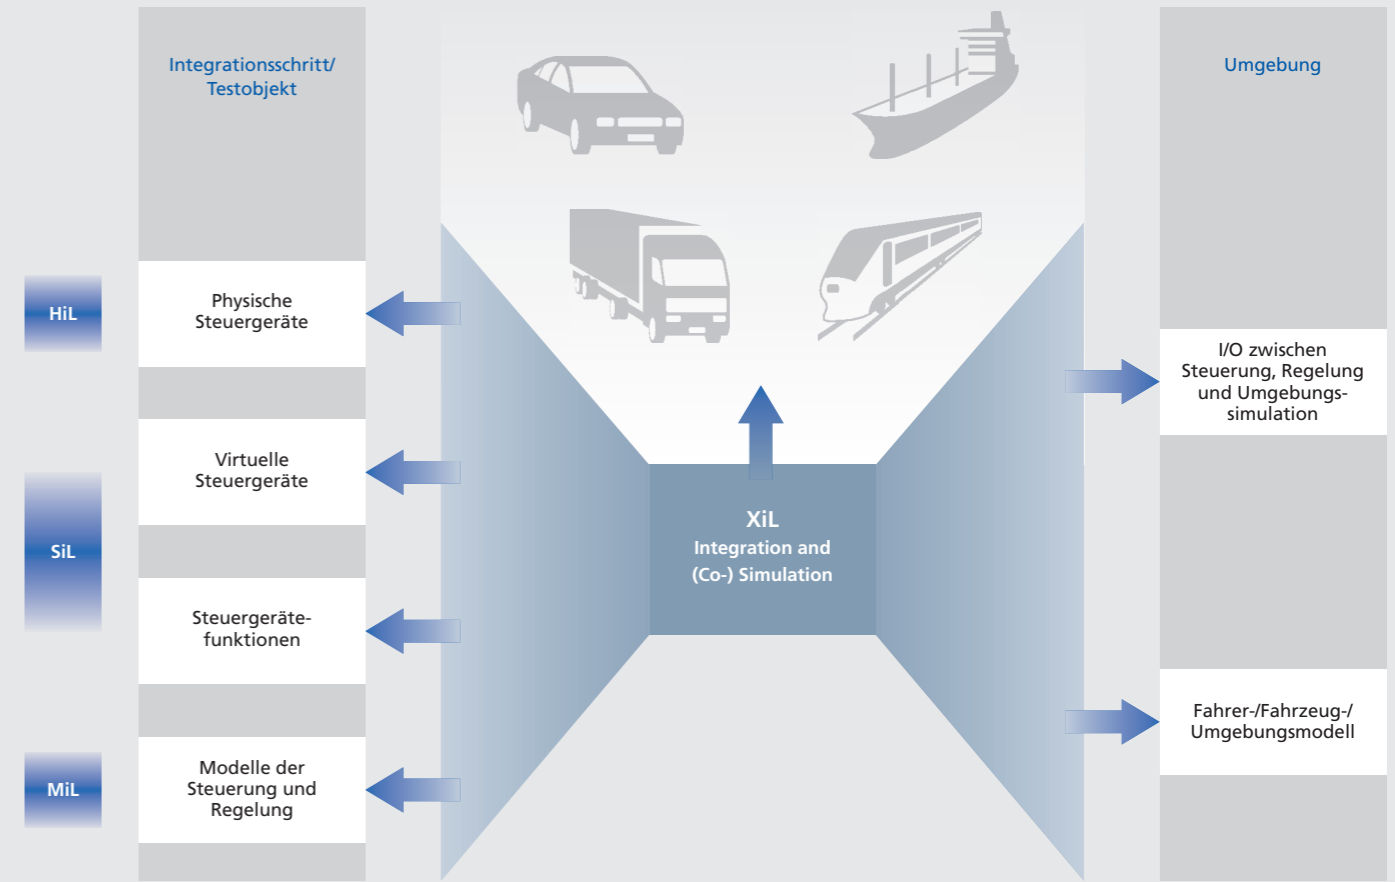 Integrationsschritt/
Testobjekt
HiL
Physische
Steuergeräte
SiL
Virtuelle
Steuergeräte
Steuergeräte-
funktionen
MiL
Modelle der
Steuerung und
Regelung
XiL
Integration and
(Co-) Simulation
Umgebung
I/O zwischen
Steuerung, Regelung
und Umgebungs-
simulation
Fahrer-/Fahrzeug-/
Umgebungsmodell